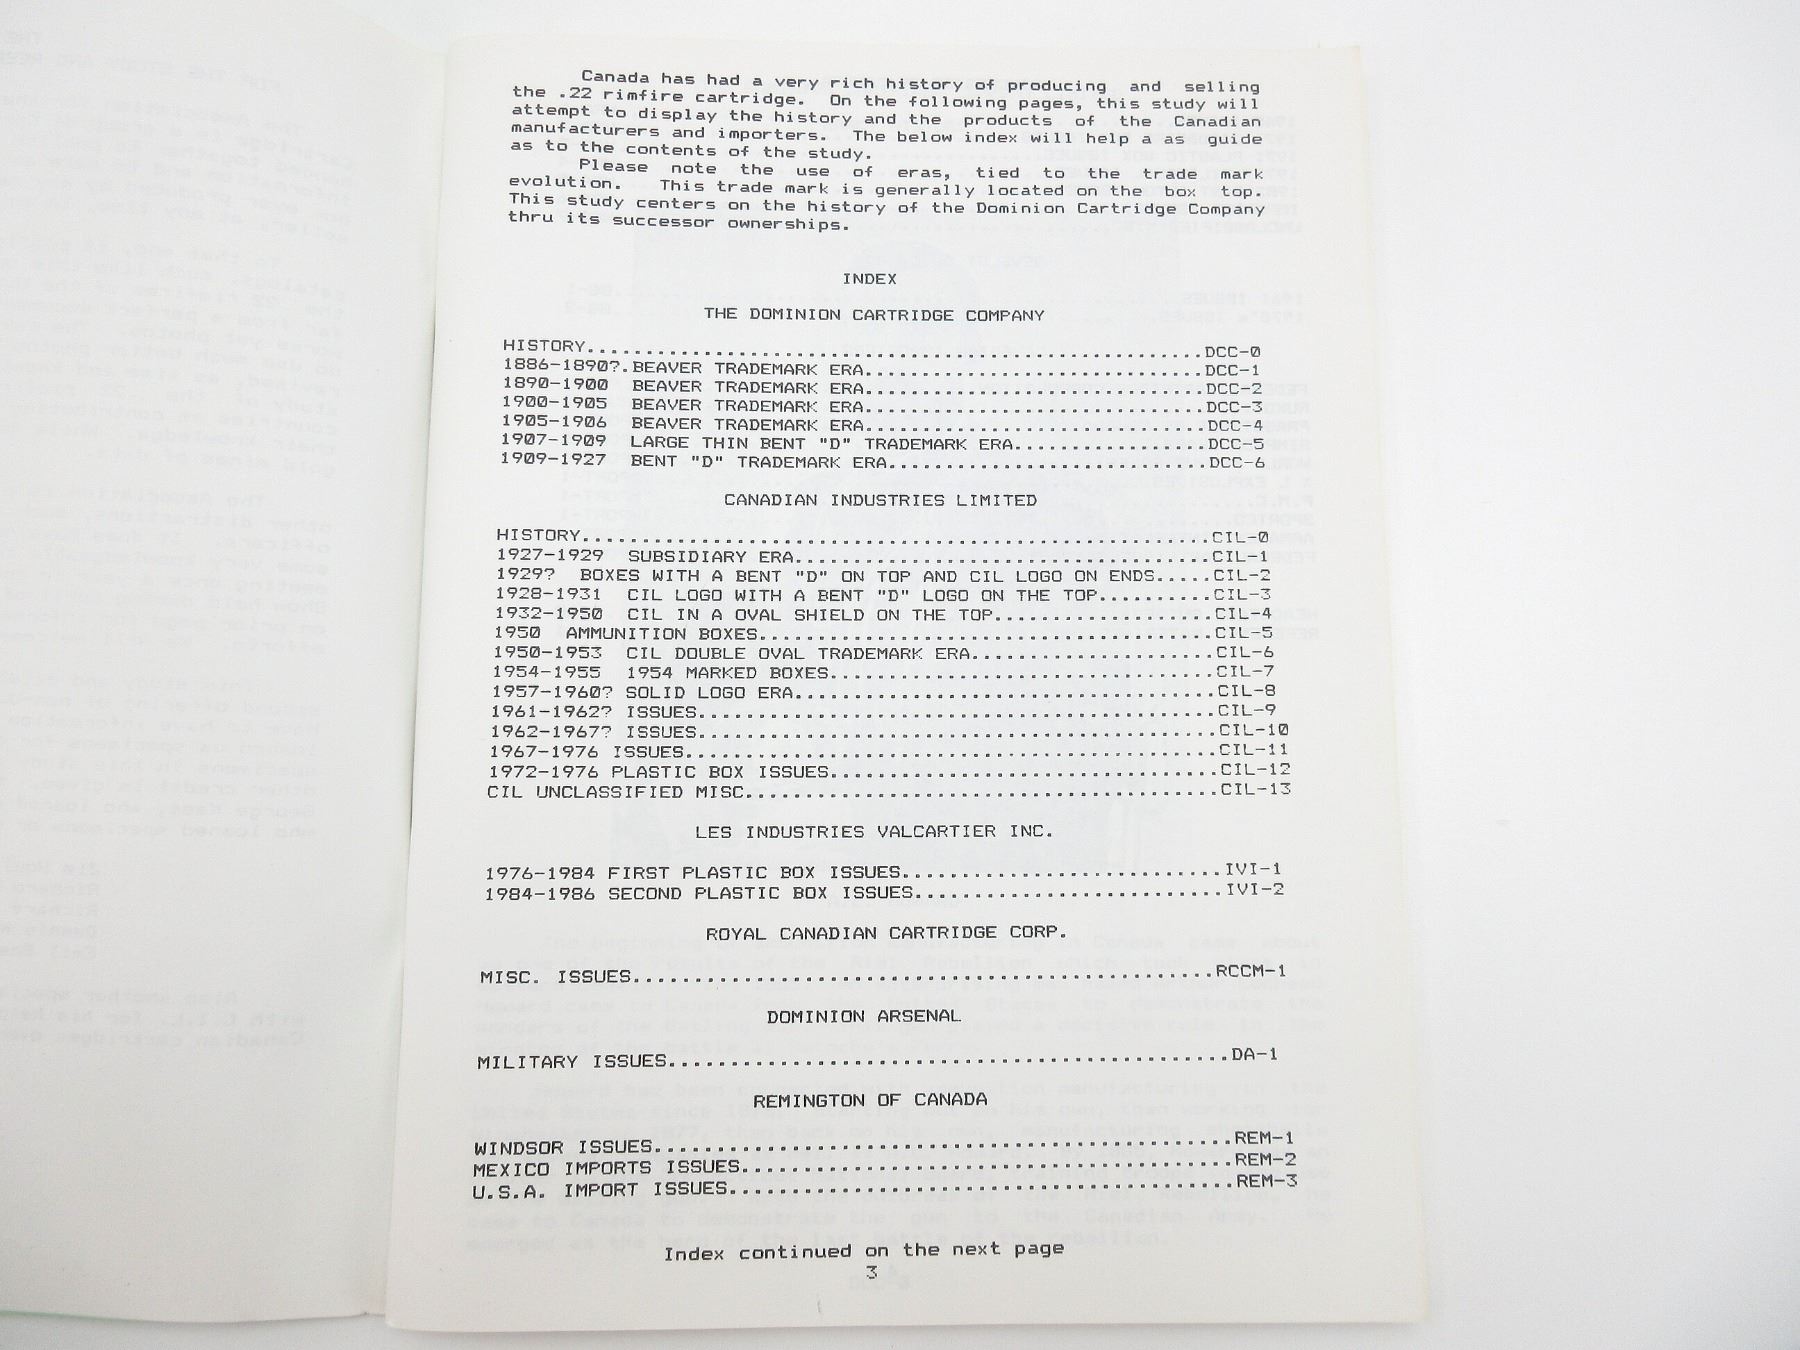 Canada has had a very rich history of producing and selling
the .22 rimfire cartridge. On the following pages, this study will
attempt to display the history and the products of the Canadian
manufacturers and importers. The below index will help a as guide
as to the contents of the study.
Please note the use of eras, tied to the trade mark
evolution. This trade mark is generally located on the box top.
This study centers on the history of the Dominion Cartridge Company
thru its successor ownerships.
INDEX
THE DOMINION CARTRIDGE COMPANY
HISTORY..................................................DCC-0
1886-1890?.BEAVER TRADEMARK ERA............................DCC-1
1890-1900 BEAVER TRADEMARK ERA............................DCC-2
1900-1905 BEAVER TRADEMARK ERA............................DCC-3
1905-1906 BEAVER TRADEMARK ERA............................DCC-4
1907-1909 LARGE THIN BENT "D" TRADEMARK ERA................DCC-5
1909-1927 BENT "D" TRADEMARK ERA..........................DCC-6
CANADIAN INDUSTRIES LIMITED
HISTORY...................................................CIL-0
1927-1929 SUBSIDIARY ERA..................................CIL-1
1929? BOXES WITH A BENT "D" ON TOP AND CIL LOGO ON ENDS.....CIL-2
1928-1931 CIL LOGO WITH A BENT "D" LOGO ON THE TOP..........CIL-3
1932-1950 CIL IN A OVAL SHIELD ON THE TOP..................CIL-4
1950 AMMUNITION BOXES.....................................CIL-5
1950-1953 CIL DOUBLE OVAL TRADEMARK ERA....................CIL-6
1954-1955 1954 MARKED BOXES................................CIL-7
1957-1960? SOLID LOGO ERA..................................CIL-8
1961-1962? ISSUES..........................................CIL-9
1962-1967? ISSUES..........................................CIL-10
1967-1976 ISSUES...........................................CIL-11
1972-1976 PLASTIC BOX ISSUES...............................CIL-12
CIL UNCLASSIFIED MISC......................................CIL-13
LES INDUSTRIES VALCARTIER INC.
1976-1984 FIRST PLASTIC BOX ISSUES..........................IVI-1
1984-1986 SECOND PLASTIC BOX ISSUES.........................IVI-2
ROYAL CANADIAN CARTRIDGE CORP.
MISC. ISSUES...............................................RCCM-1
DOMINION ARSENAL
MILITARY ISSUES............................................DA-1
REMINGTON OF CANADA
WINDSOR ISSUES.............................................REM-1
MEXICO IMPORTS ISSUES......................................REM-2
U.S.A. IMPORT ISSUES.......................................REM-3
Index continued on the next page
3